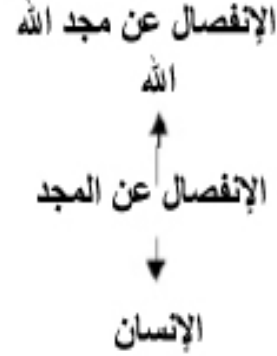 الإنفصال عن مجد الله
الله
الإنفصال عن المجد
الإنسان